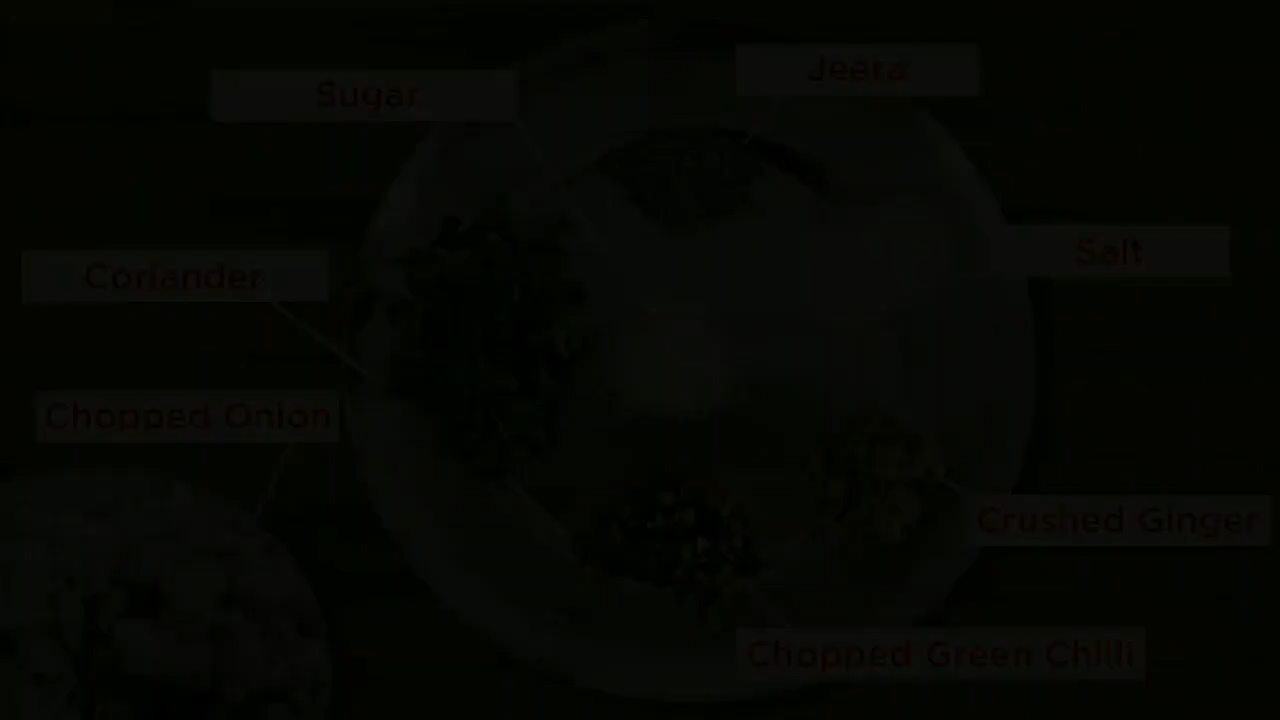 Jeera
Sugar
Salt
Coriander
Chopped Onion
Crushed Ginger
Chopped Green Chilli